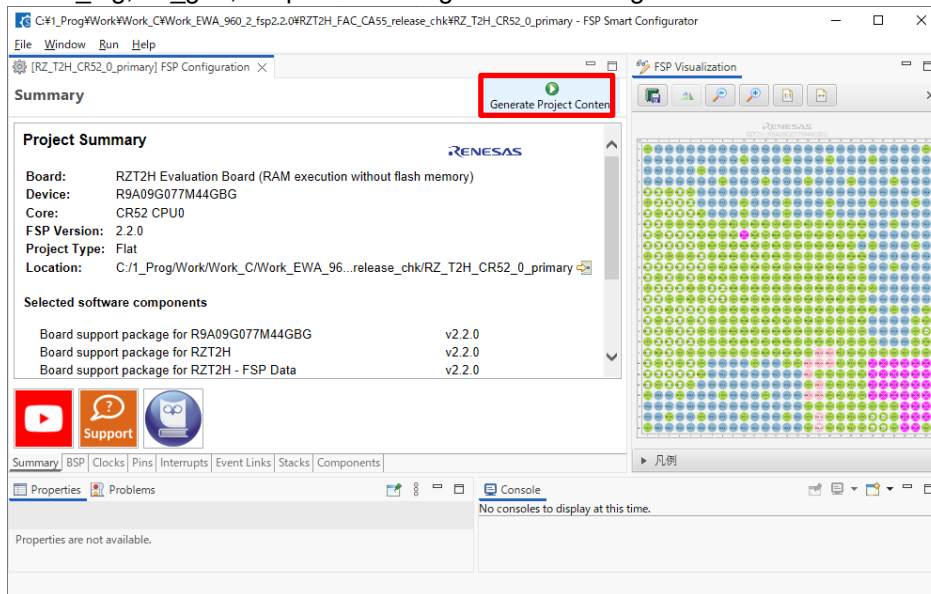 C:¥1_Prog¥Work¥Work_C¥Work_EWA_960_2_fsp2.2.0¥RZT2H_FAC_CA55_release_chk¥RZ_T2H_CR52_0_primary - FSP Smart Configurator
File Window Run Help
[RZ_T2H_CR52_0_primary] FSP Configuration
FSP Visualization
Summary
Generate Project Conten
RENESAS
Project Summary
RENESAS
Board: RZT2H Evaluation Board (RAM execution without flash memory)
Device: R9A09G077M44GBG
Core: CR52 CPU0
FSP Version: 2.2.0
Project Type: Flat
Location: C:/1_Prog/Work/Work_C/Work_EWA_96...release_chk/RZ_T2H_CR52_0_primary
Selected software components
Board support package for R9A09G077M44GBG v2.2.0
Board support package for RZT2H v2.2.0
Board support package for RZT2H - FSP Data v2.2.0
Support
Summary BSP Clocks Pins Interrupts Event Links Stacks Components
凡例
Properties Problems
Console
No consoles to display at this time.
Properties are not available.